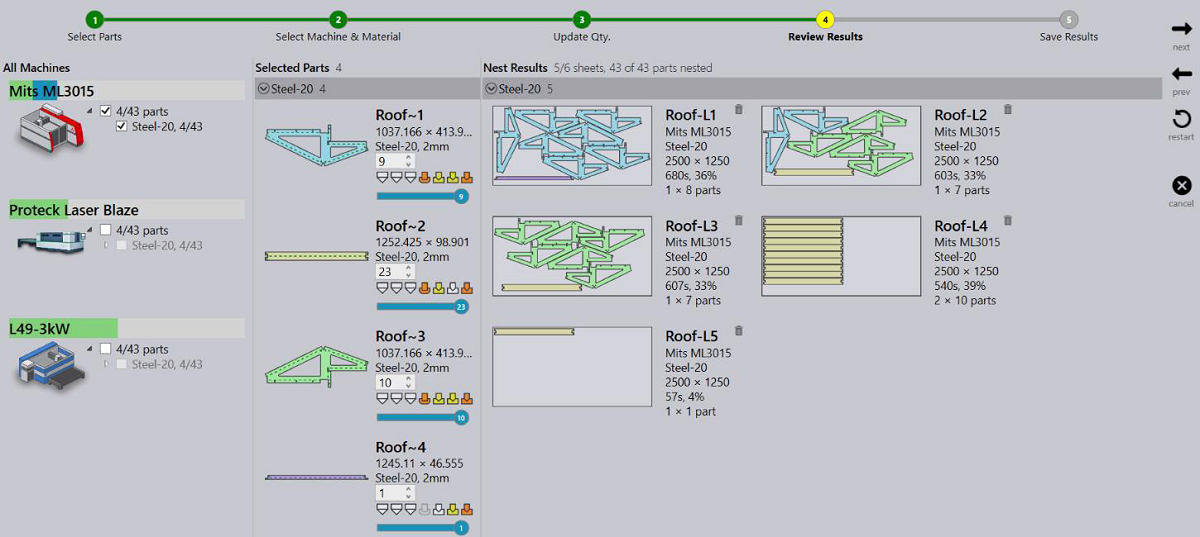 1
2
3
4
5
Select Parts
Select Machine & Material
Update Qty.
Review Results
Save Results
next
prev
restart
cancel
All Machines
Mits ML3015
4/43 parts
Steel-20, 4/43
Proteck Laser Blaze
4/43 parts
Steel-20, 4/43
L49-3kW
4/43 parts
Steel-20, 4/43
Selected Parts 4
Steel-20 4
Roof~1
1037.166 × 413.9...
Steel-20, 2mm
9
9
Roof~2
1252.425 × 98.901
Steel-20, 2mm
23
23
Roof~3
1037.166 × 413.9...
Steel-20, 2mm
10
10
Roof~4
1245.11 × 46.555
Steel-20, 2mm
1
1
Nest Results 5/6 sheets, 43 of 43 parts nested
Steel-20 5
Roof-L1
Mits ML3015
Steel-20
2500 × 1250
680s, 36%
1 × 8 parts
Roof-L2
Mits ML3015
Steel-20
2500 × 1250
603s, 33%
1 × 7 parts
Roof-L3
Mits ML3015
Steel-20
2500 × 1250
607s, 33%
1 × 7 parts
Roof-L4
Mits ML3015
Steel-20
2500 × 1250
540s, 39%
2 × 10 parts
Roof-L5
Mits ML3015
Steel-20
2500 × 1250
57s, 4%
1 × 1 part